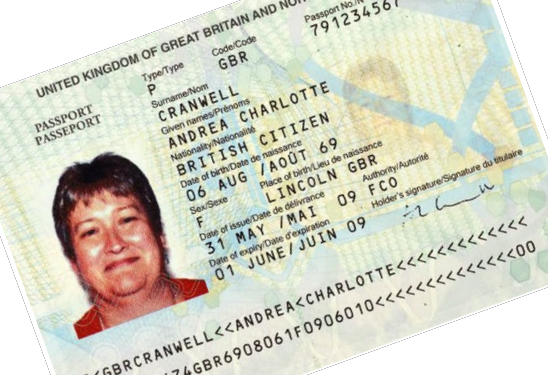 UNITED KINGDOM OF GREAT BRITAIN AND
Passport No./
Type/Type
Code/Code
791234567
P
GBR
PASSPORT
PASSEPORT
Surname/Nom
CRANWELL
Given names/Prénoms
ANDREA CHARLOTTE
Nationality/Nationalité
BRITISH CITIZEN
Date of birth/Date de naissance
06 AUG /AOÛT 69
Sex/Sexe
Place of birth/Lieu de naissance
F
LINCOLN GBR
Date of issue/Date de délivrance
Authority/Autorité
31 MAY /MAI 09
FCO
Date of expiry/Date d'expiration
Holder's signature/Signature du titulaire
01 JUNE/JUIN 09
<GBRCRANWELL<<ANDREA<CHARLOTTE<<<<<<<<<<<<<
74GBR6908061F0906010<<<<<<<<<<<<<<00